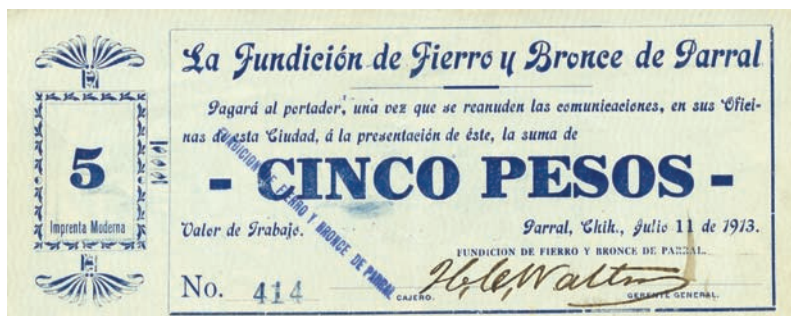 La Fundición de Fierro y Bronce de Parral
Pagará al portador, una vez que se reanuden las comunicaciones, en sus Ofici-
nas de esta Ciudad, á la presentación de éste, la suma de
5
- CINCO PESOS -
Imprenta Moderna
Valor de Trabajo.
Parral, Chih., Julio 11 de 1913.
FUNDICION DE FIERRO Y BRONCE DE PARRAL
FUNDICION DE FIERRO Y BRONCE DE PARRAL.
No. 414
H. C. Walton
CAJERO.
GERENTE GENERAL.